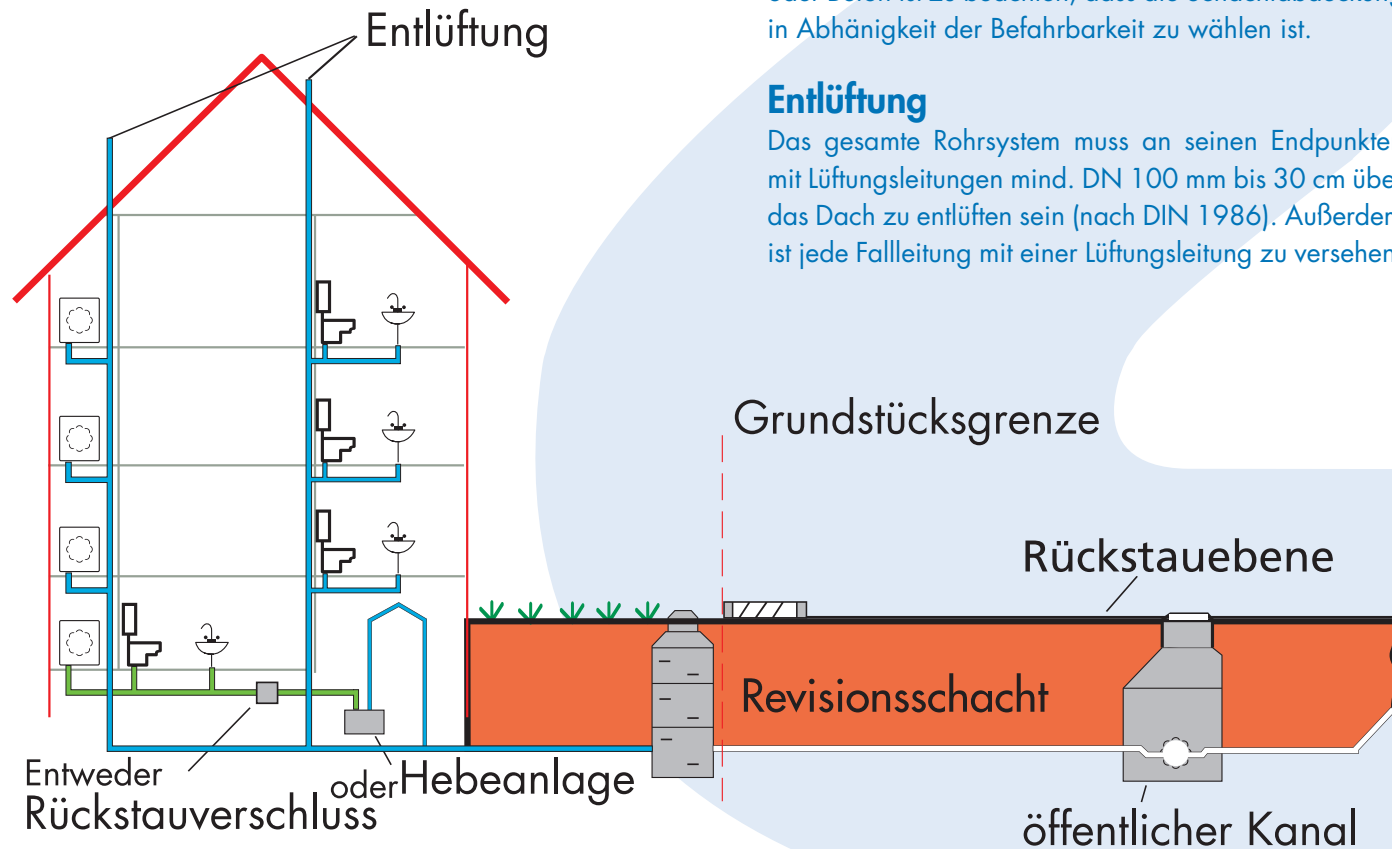 in Abhänigkeit der Befahrbarkeit zu wählen ist.
Entlüftung
Das gesamte Rohrsystem muss an seinen Endpunkte
mit Lüftungsleitungen mind. DN 100 mm bis 30 cm übe
das Dach zu entlüften sein (nach DIN 1986). Außerder
ist jede Fallleitung mit einer Lüftungsleitung zu versehen
Entlüftung
Grundstücksgrenze
Rückstauebene
Revisionsschacht
Entweder
Rückstauverschluss
oder Hebeanlage
öffentlicher Kanal